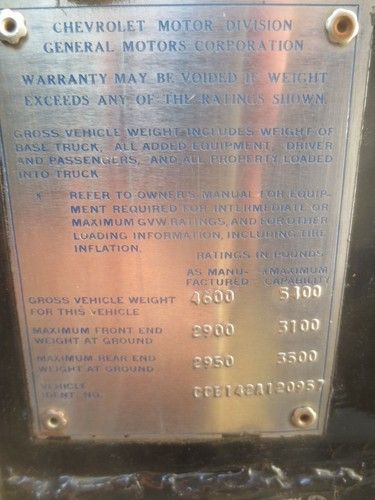 CHEVROLET MOTOR DIVISION
GENERAL MOTORS CORPORATION
WARRANTY MAY BE VOIDED IF WEIGHT
EXCEEDS ANY OF THE RATINGS SHOWN.
GROSS VEHICLE WEIGHT INCLUDES WEIGHT OF
BASE TRUCK, ALL ADDED EQUIPMENT, DRIVER
AND PASSENGERS, AND ALL PROPERTY LOADED
INTO TRUCK
REFER TO OWNER'S MANUAL FOR EQUIP-
MENT REQUIRED FOR INTERMEDIATE OR
MAXIMUM GVW RATINGS, AND FOR OTHER
LOADING INFORMATION, INCLUDING TIRE
INFLATION.
RATINGS IN POUNDS
AS MANU- MAXIMUM
FACTURED CAPABILITY
GROSS VEHICLE WEIGHT 4600 5400
FOR THIS VEHICLE
MAXIMUM FRONT END 2900 3100
WEIGHT AT GROUND
MAXIMUM REAR END 2950 3500
WEIGHT AT GROUND
VEHICLE
IDENT. NO. CCE142A120957